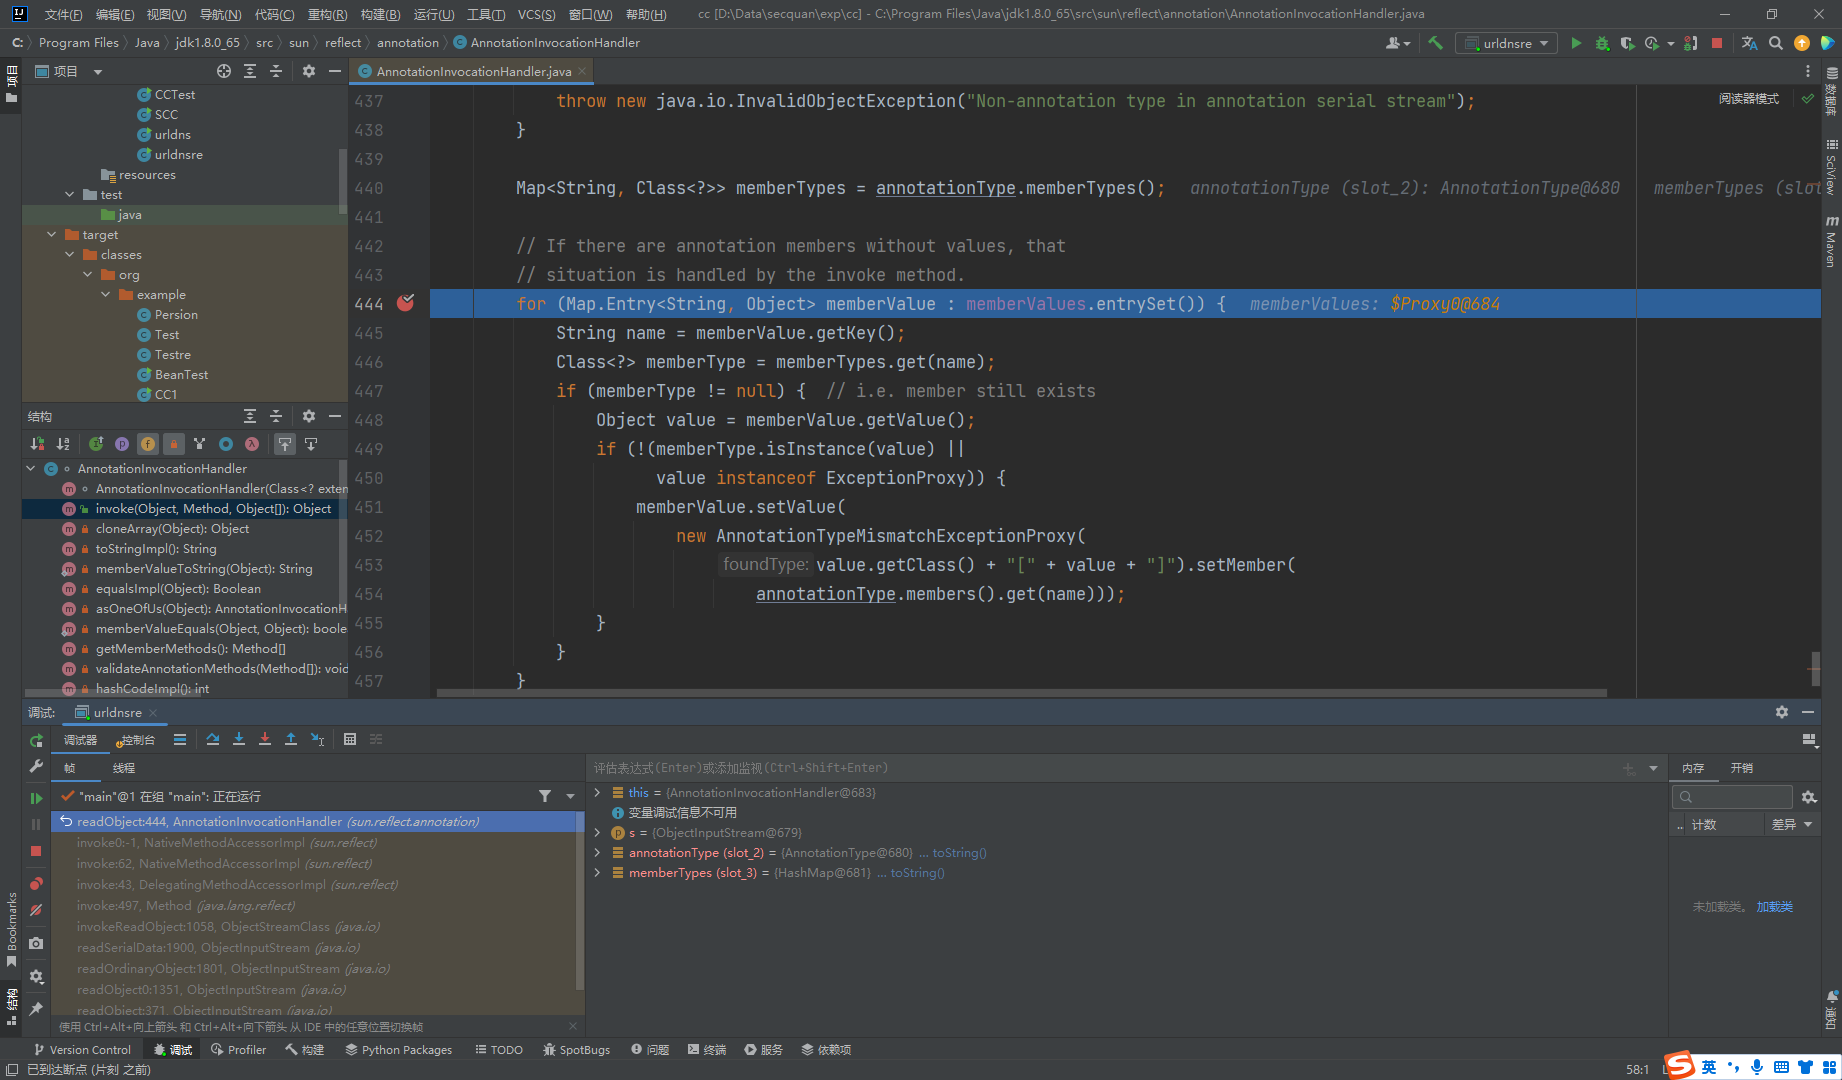 文件(F) 编辑(E) 视图(V) 导航(N) 代码(C) 重构(R) 构建(B) 运行(U) 工具(T) VCS(S) 窗口(W) 帮助(H) cc [D:\Data\secquan\exp\cc] - C:\Program Files\Java\jdk1.8.0_65\src\sun\reflect\annotation\AnnotationInvocationHandler.java
C: Program Files Java jdk1.8.0_65 src sun reflect annotation AnnotationInvocationHandler urldnsre
项目
项目
AnnotationInvocationHandler.java
CCTest
SCC
urldns
urldnsre
resources
test
java
target
classes
org
example
Persion
Test
Testre
BeanTest
CC1
阅读器模式
437 throw new java.io.InvalidObjectException("Non-annotation type in annotation serial stream");
438 }
439
440 Map<String, Class<?>> memberTypes = annotationType.memberTypes(); annotationType (slot_2): AnnotationType@680 memberTypes (slot
441
442 // If there are annotation members without values, that
443 // situation is handled by the invoke method.
444 for (Map.Entry<String, Object> memberValue : memberValues.entrySet()) { memberValues: $Proxy0@684
445 String name = memberValue.getKey();
446 Class<?> memberType = memberTypes.get(name);
447 if (memberType != null) { // i.e. member still exists
448 Object value = memberValue.getValue();
449 if (!(memberType.isInstance(value) ||
450 value instanceof ExceptionProxy)) {
451 memberValue.setValue(
452 new AnnotationTypeMismatchExceptionProxy(
453 foundType: value.getClass() + "[" + value + "]").setMember(
454 annotationType.members().get(name)));
455 }
456 }
457 }
数据库
SciView
Maven
通知
结构
AnnotationInvocationHandler
AnnotationInvocationHandler(Class<? exten
invoke(Object, Method, Object[]): Object
cloneArray(Object): Object
toStringImpl(): String
memberValueToString(Object): String
equalsImpl(Object): Boolean
asOneOfUs(Object): AnnotationInvocationH
memberValueEquals(Object, Object): boole
getMemberMethods(): Method[]
validateAnnotationMethods(Method[]): void
hashCodeImpl(): int
调试: urldnsre
调试器 控制台
帧 线程
"main"@1 在组 "main": 正在运行
readObject:444, AnnotationInvocationHandler (sun.reflect.annotation)
invoke0:-1, NativeMethodAccessorImpl (sun.reflect)
invoke:62, NativeMethodAccessorImpl (sun.reflect)
invoke:43, DelegatingMethodAccessorImpl (sun.reflect)
invoke:497, Method (java.lang.reflect)
invokeReadObject:1058, ObjectStreamClass (java.io)
readSerialData:1900, ObjectInputStream (java.io)
readOrdinaryObject:1801, ObjectInputStream (java.io)
readObject0:1351, ObjectInputStream (java.io)
readObject:371, ObjectInputStream (java.io)
使用 Ctrl+Alt+向上箭头 和 Ctrl+Alt+向下箭头 从 IDE 中的任意位置切换帧
评估表达式(Enter)或添加监视(Ctrl+Shift+Enter)
this = {AnnotationInvocationHandler@683}
变量调试信息不可用
s = {ObjectInputStream@679}
annotationType (slot_2) = {AnnotationType@680} ... toString()
memberTypes (slot_3) = {HashMap@681} ... toString()
内存 开销
.. 计数 差异
未加载类。 加载类
Bookmarks
结构
Version Control 调试 Profiler 构建 Python Packages TODO SpotBugs 问题 终端 服务 依赖项
已到达断点 (片刻 之前) 58:1
英